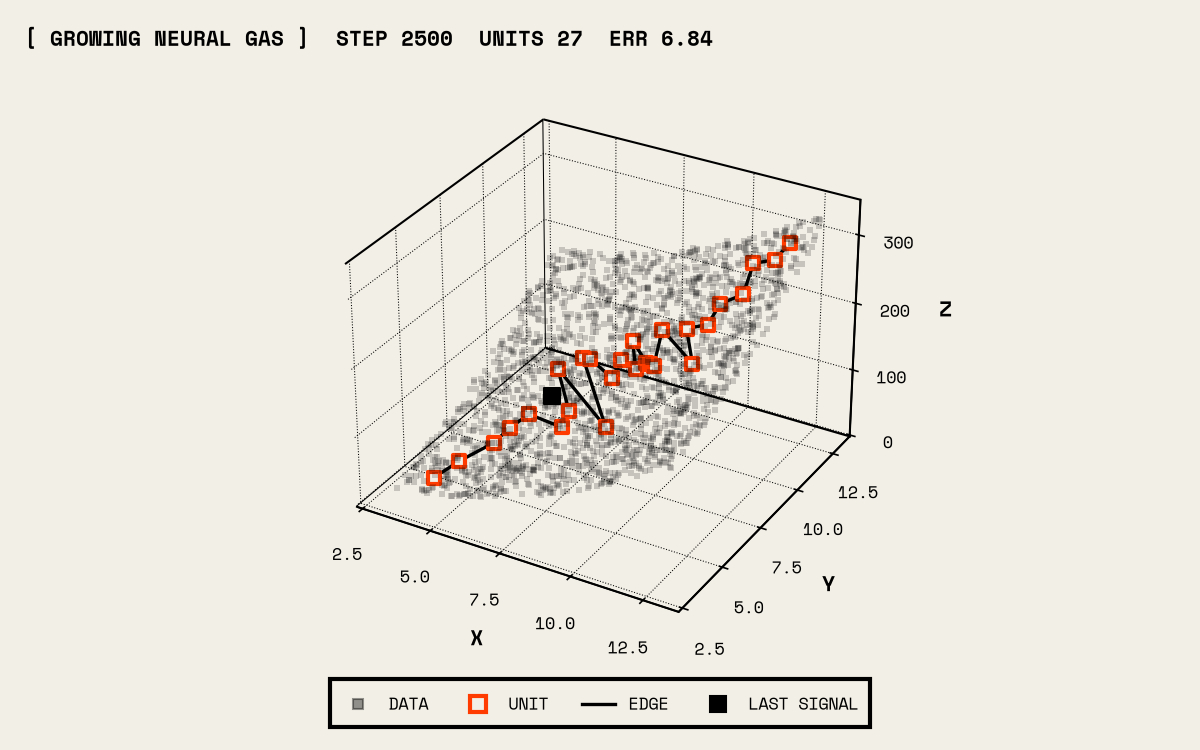 [ GROWING NEURAL GAS ]  STEP 2500  UNITS 27  ERR 6.84
300
Z
200
100
0
12.5
10.0
7.5
Y
5.0
2.5
2.5
5.0
7.5
10.0
12.5
X
DATA  UNIT  EDGE  LAST SIGNAL